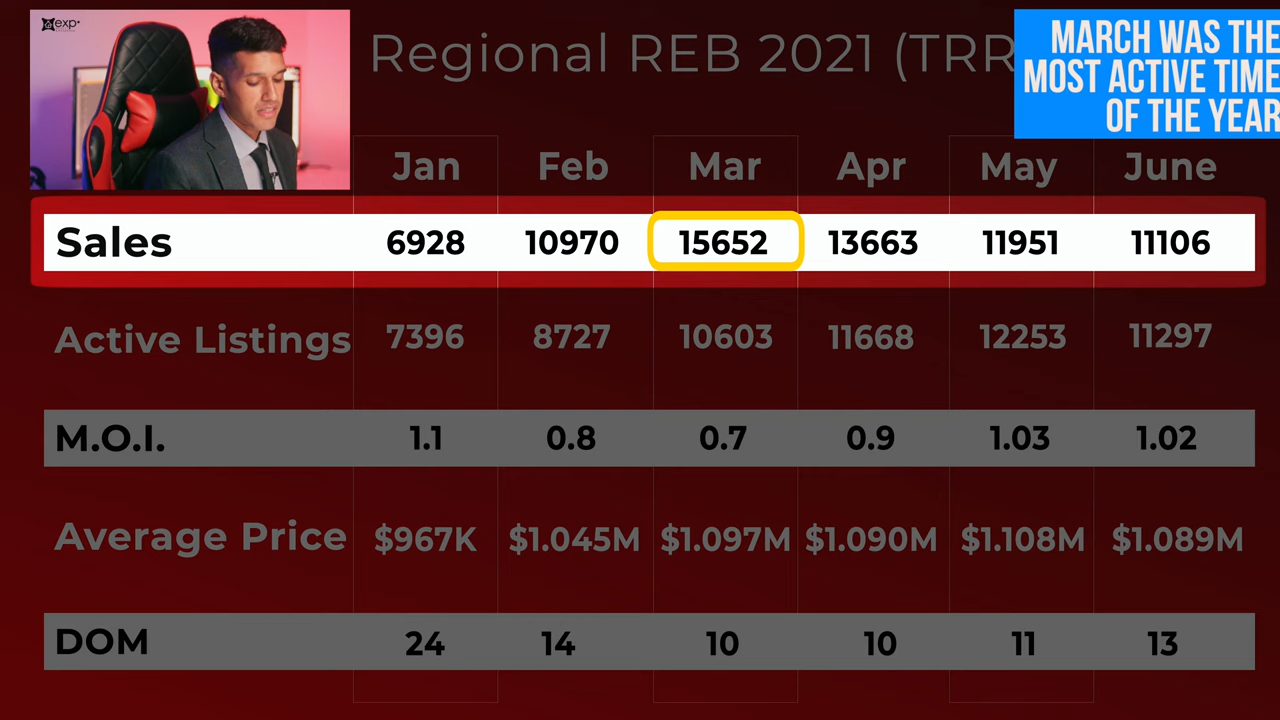 exp
Regional REB 2021 (TRR
MARCH WAS THE
MOST ACTIVE TIME
OF THE YEAR
Jan Feb Mar Apr May June
Sales 6928 10970 15652 13663 11951 11106
Active Listings 7396 8727 10603 11668 12253 11297
M.O.I. 1.1 0.8 0.7 0.9 1.03 1.02
Average Price $967K $1.045M $1.097M $1.090M $1.108M $1.089M
DOM 24 14 10 10 11 13